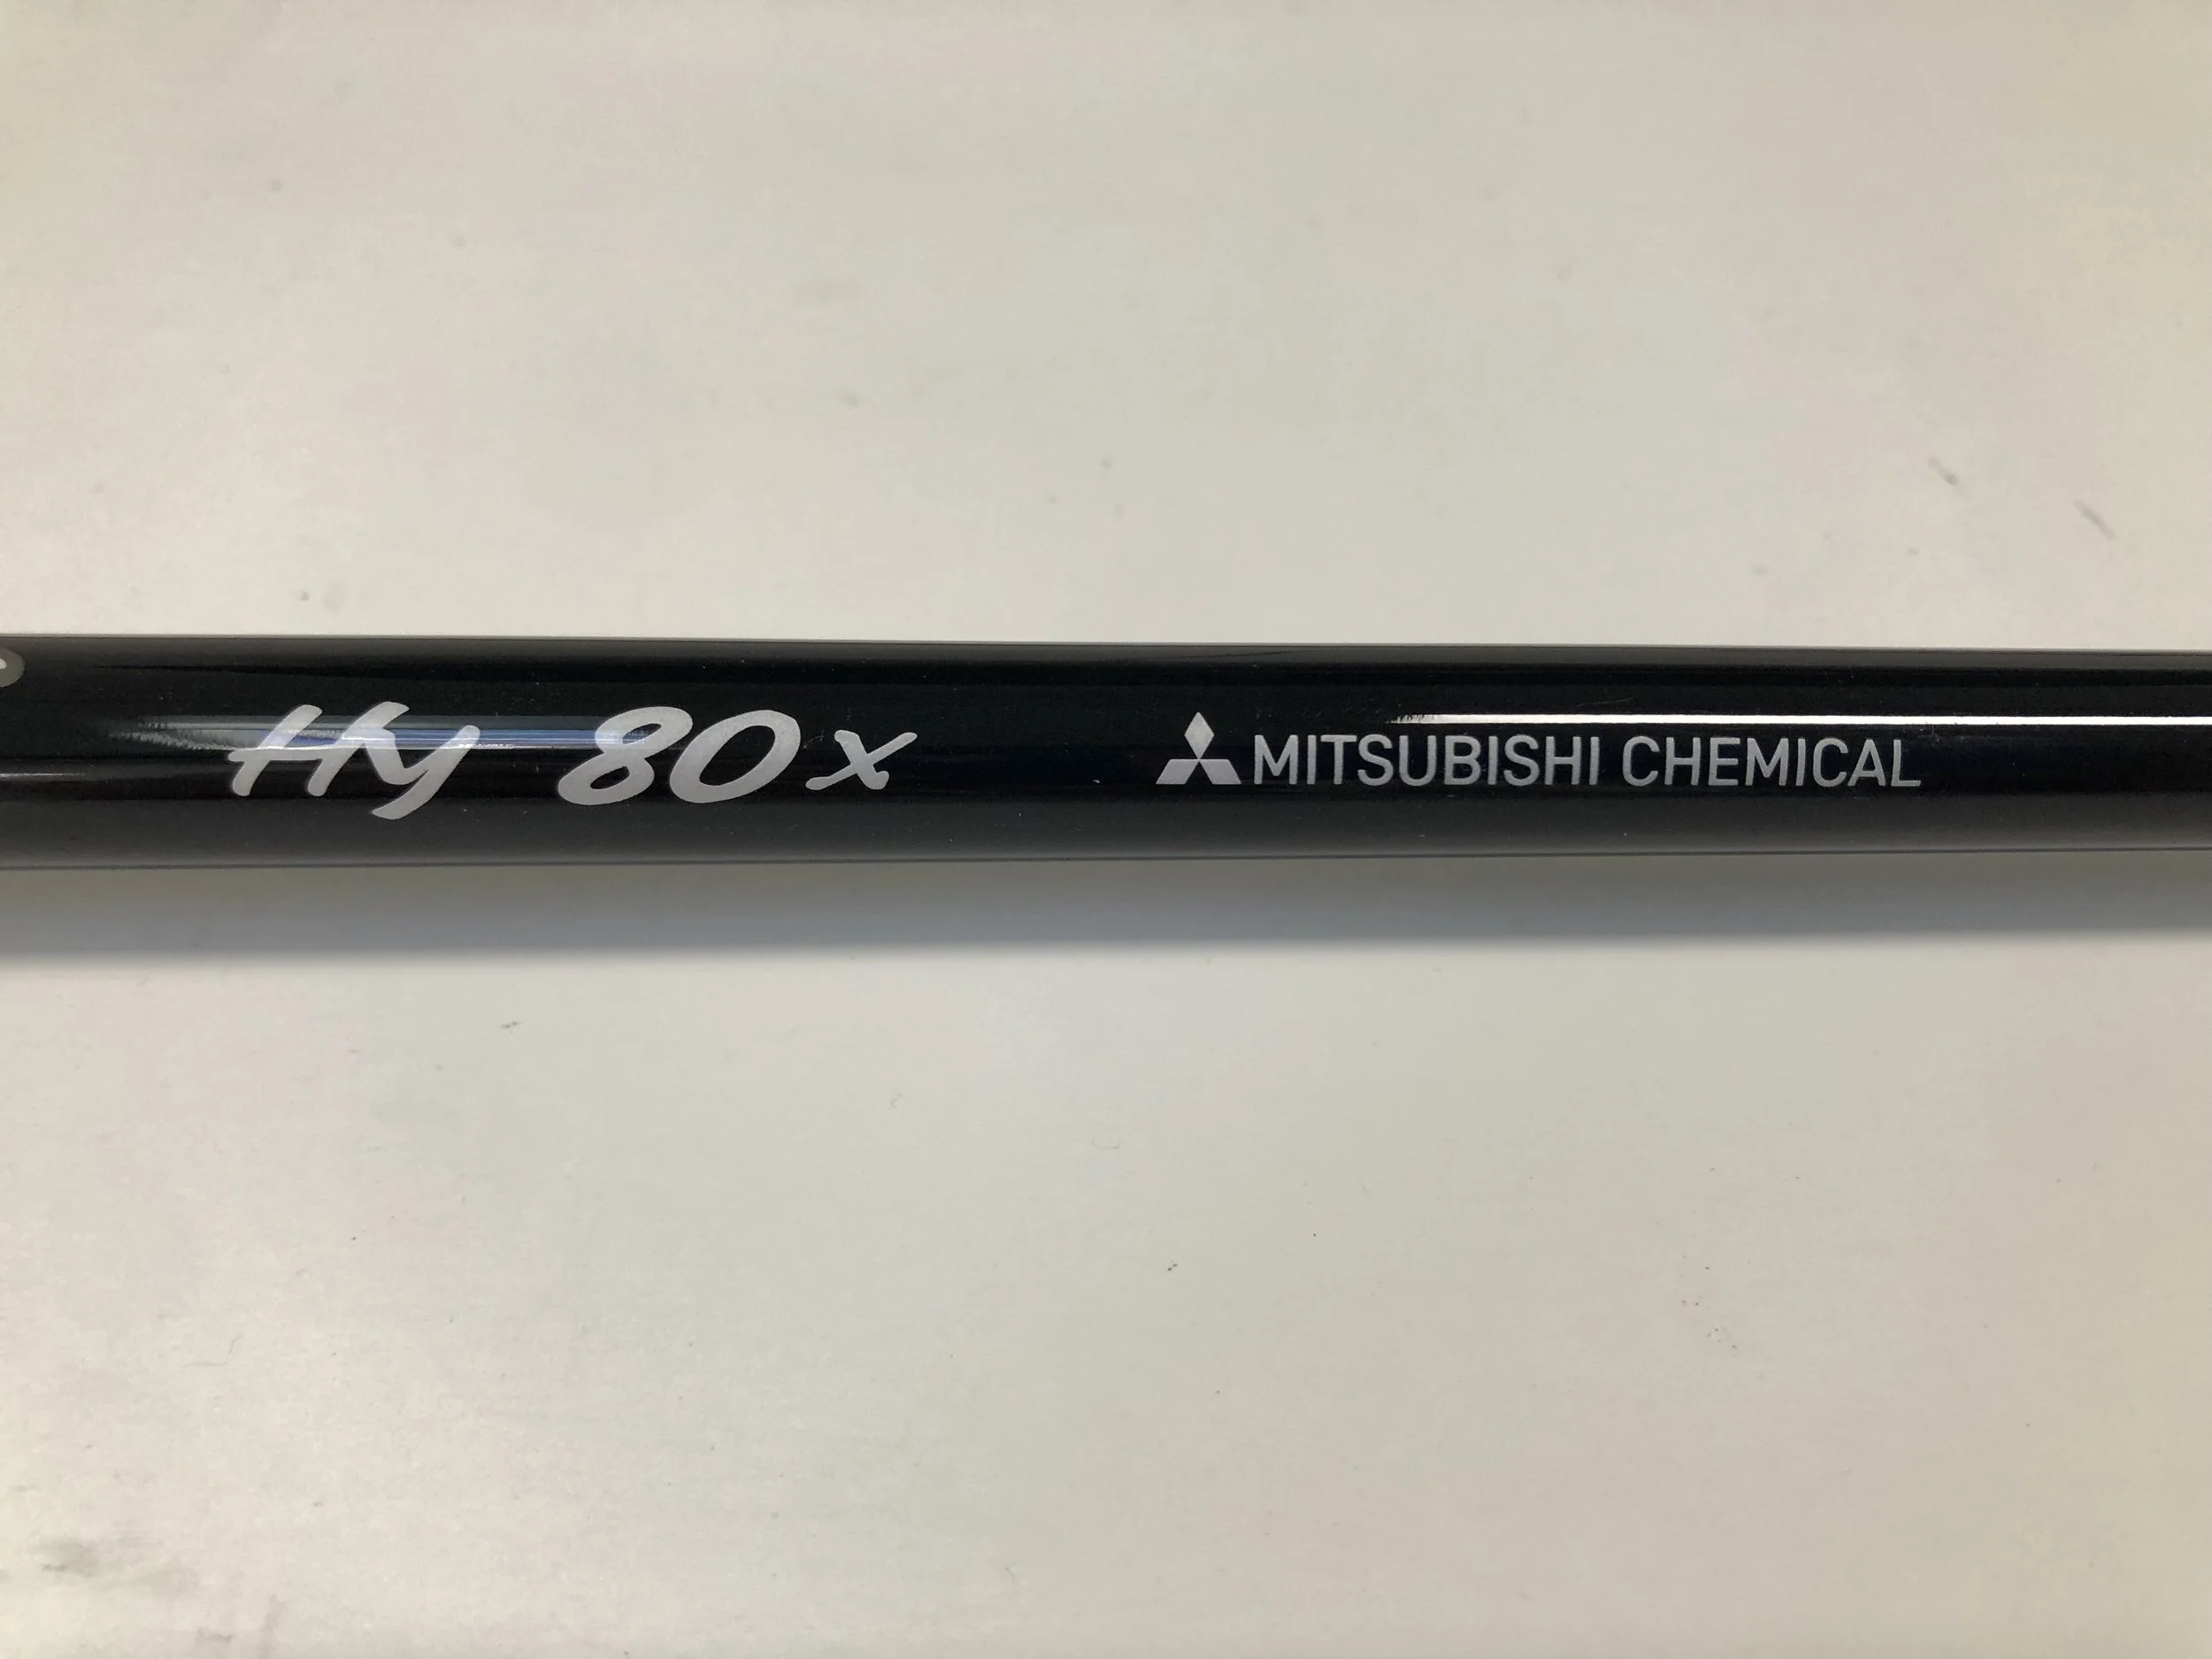 Hy 80x MITSUBISHI CHEMICAL